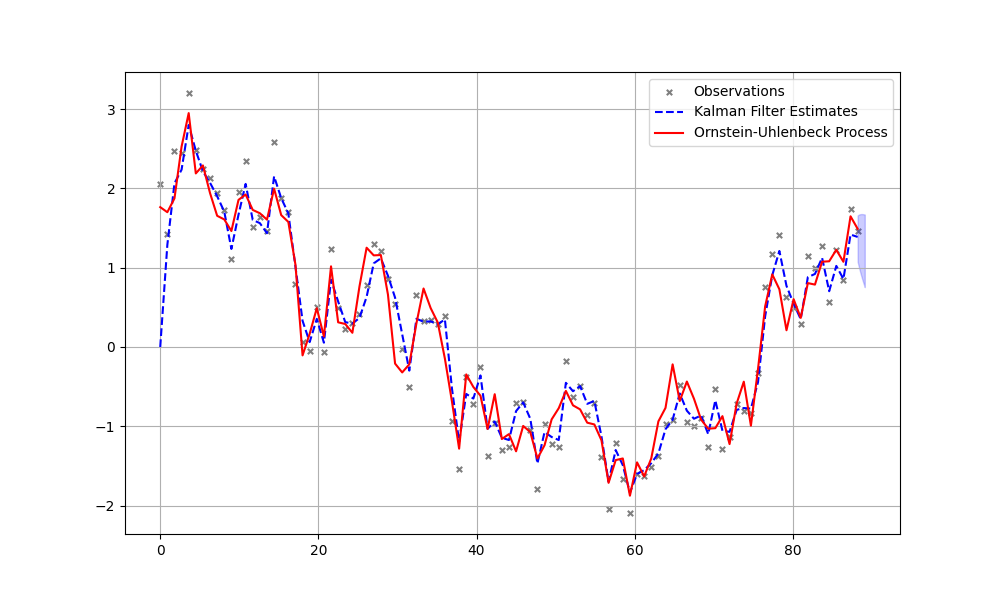 Observations
Kalman Filter Estimates
Ornstein-Uhlenbeck Process
3
2
1
0
−1
−2
0 20 40 60 80